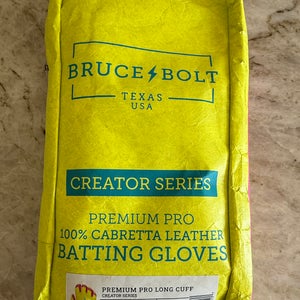 BRUCE⚡BOLT
TEXAS
USA
CREATOR SERIES
PREMIUM PRO
100% CABRETTA LEATHER
BATTING GLOVES
PREMIUM PRO LONG CUFF
CREATOR SERIES